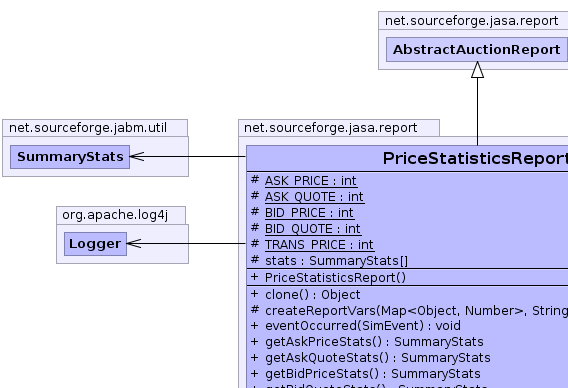 net.sourceforge.jasa.report
AbstractAuctionReport
net.sourceforge.jabm.util
SummaryStats
org.apache.log4j
Logger
net.sourceforge.jasa.report
PriceStatisticsReport
# ASK_PRICE : int
# ASK_QUOTE : int
# BID_PRICE : int
# BID_QUOTE : int
# TRANS_PRICE : int
# stats : SummaryStats[]
+ PriceStatisticsReport()
+ clone() : Object
# createReportVars(Map<Object, Number>, String
+ eventOccurred(SimEvent) : void
+ getAskPriceStats() : SummaryStats
+ getAskQuoteStats() : SummaryStats
+ getBidPriceStats() : SummaryStats
+ getBidQuoteStats() : SummaryStats